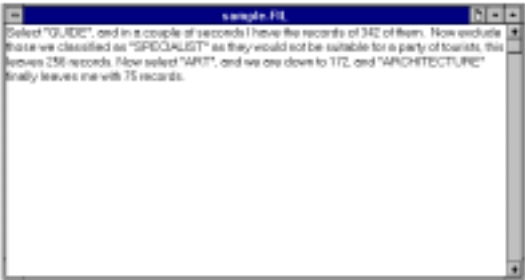 sample.FIL
Select "GUIDE", and in a couple of seconds I have the records of 342 of them. Now exclude
those we classified as "SPECIALIST" as they would not be suitable for a party of tourists, this
leaves 256 records. Now select "ART", and we are down to 172, and "ARCHITECTURE"
finally leaves me with 75 records.